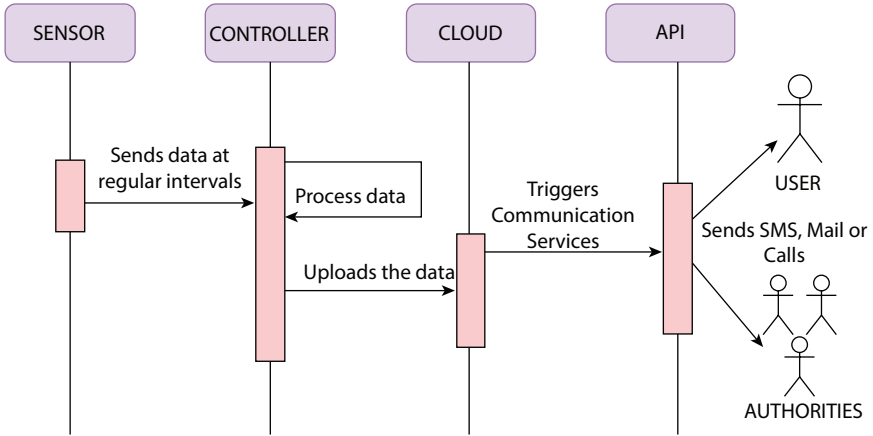 SENSOR
CONTROLLER
CLOUD
API
Sends data at
regular intervals
Process data
Uploads the data
Triggers
Communication
Services
USER
Sends SMS, Mail or
Calls
AUTHORITIES